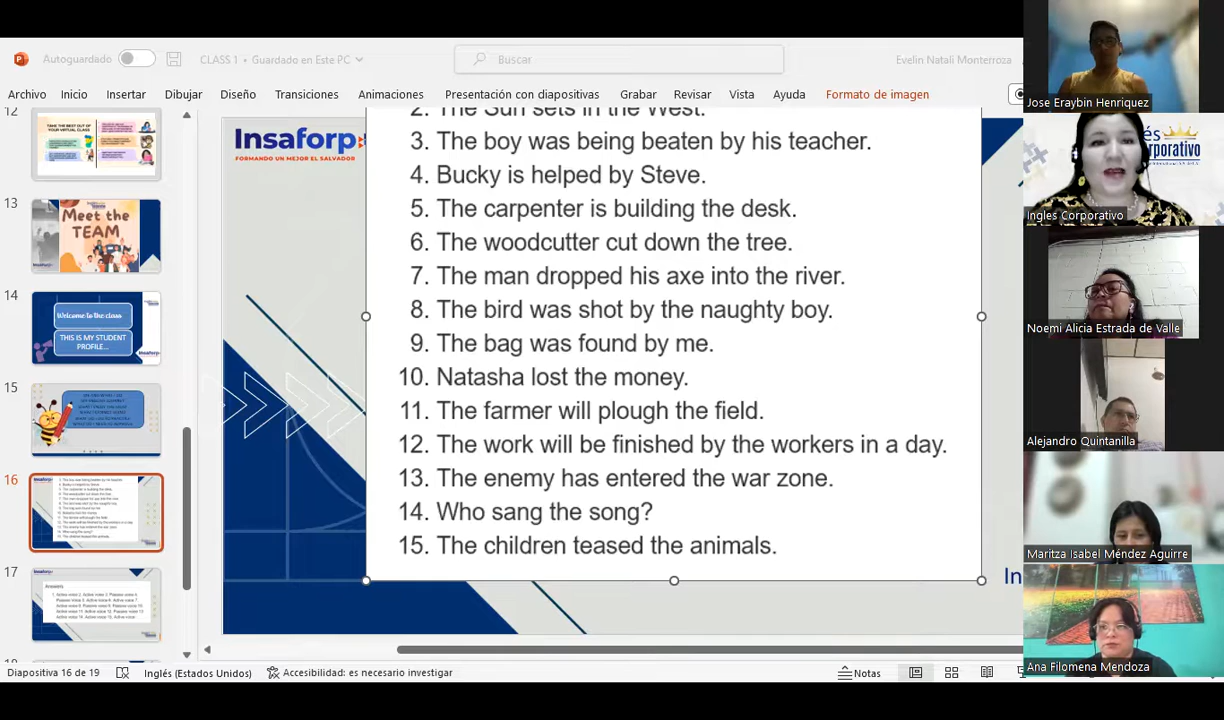 Autoguardado
CLASS 1 • Guardado en Este PC
Buscar
Evelin Natali Monterroza
Archivo Inicio Insertar Dibujar Diseño Transiciones Animaciones Presentación con diapositivas Grabar Revisar Vista Ayuda Formato de imagen
12
TAKE THE BEST OUT OF
YOUR VIRTUAL CLASS
13
Meet the
TEAM
14
Welcome to the class
THIS IS MY STUDENT
PROFILE...
15
16
17
Answers
Insaforp
FORMANDO UN MEJOR EL SALVADOR
2. The Sun sets in the West.
3. The boy was being beaten by his teacher.
4. Bucky is helped by Steve.
5. The carpenter is building the desk.
6. The woodcutter cut down the tree.
7. The man dropped his axe into the river.
8. The bird was shot by the naughty boy.
9. The bag was found by me.
10. Natasha lost the money.
11. The farmer will plough the field.
12. The work will be finished by the workers in a day.
13. The enemy has entered the war zone.
14. Who sang the song?
15. The children teased the animals.
In
Diapositiva 16 de 19
Inglés (Estados Unidos)
Accesibilidad: es necesario investigar
Notas
Jose Eraybin Henriquez
Ingles Corporativo
Noemi Alicia Estrada de Valle
Alejandro Quintanilla
Maritza Isabel Méndez Aguirre
Ana Filomena Mendoza